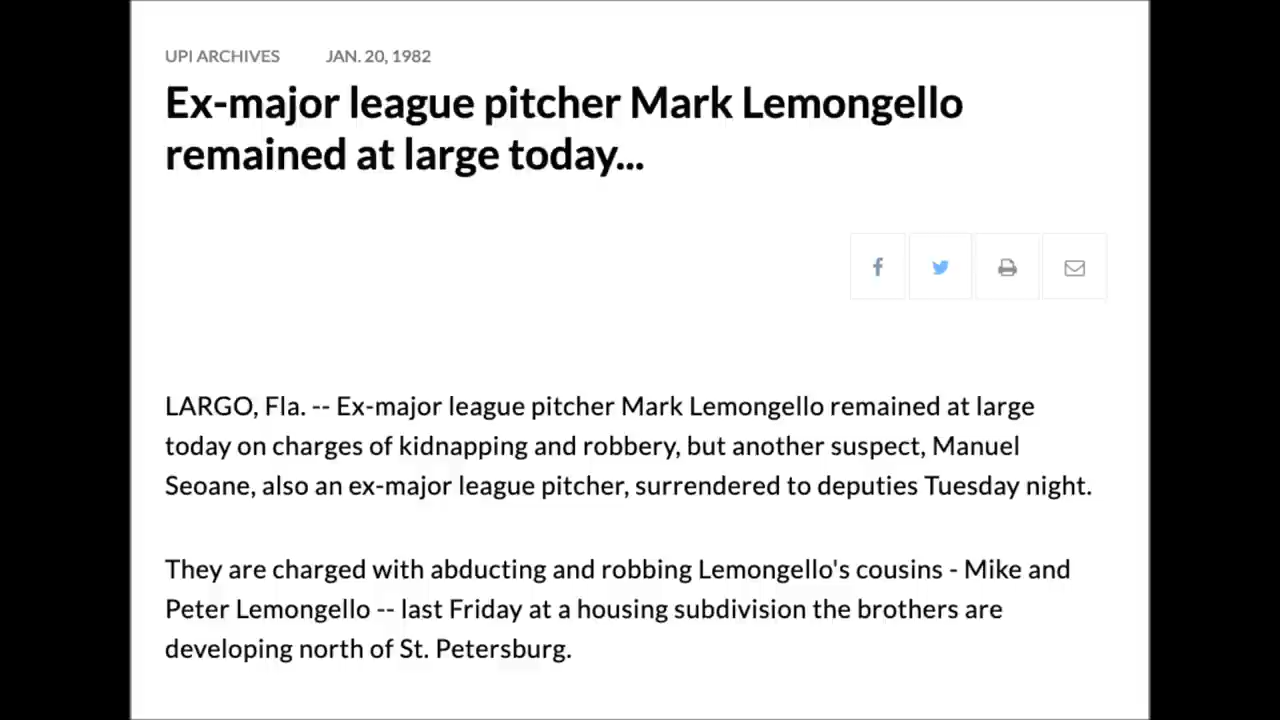 UPI ARCHIVES JAN. 20, 1982
Ex-major league pitcher Mark Lemongello
remained at large today...
LARGO, Fla. -- Ex-major league pitcher Mark Lemongello remained at large
today on charges of kidnapping and robbery, but another suspect, Manuel
Seoane, also an ex-major league pitcher, surrendered to deputies Tuesday night.
They are charged with abducting and robbing Lemongello's cousins - Mike and
Peter Lemongello -- last Friday at a housing subdivision the brothers are
developing north of St. Petersburg.